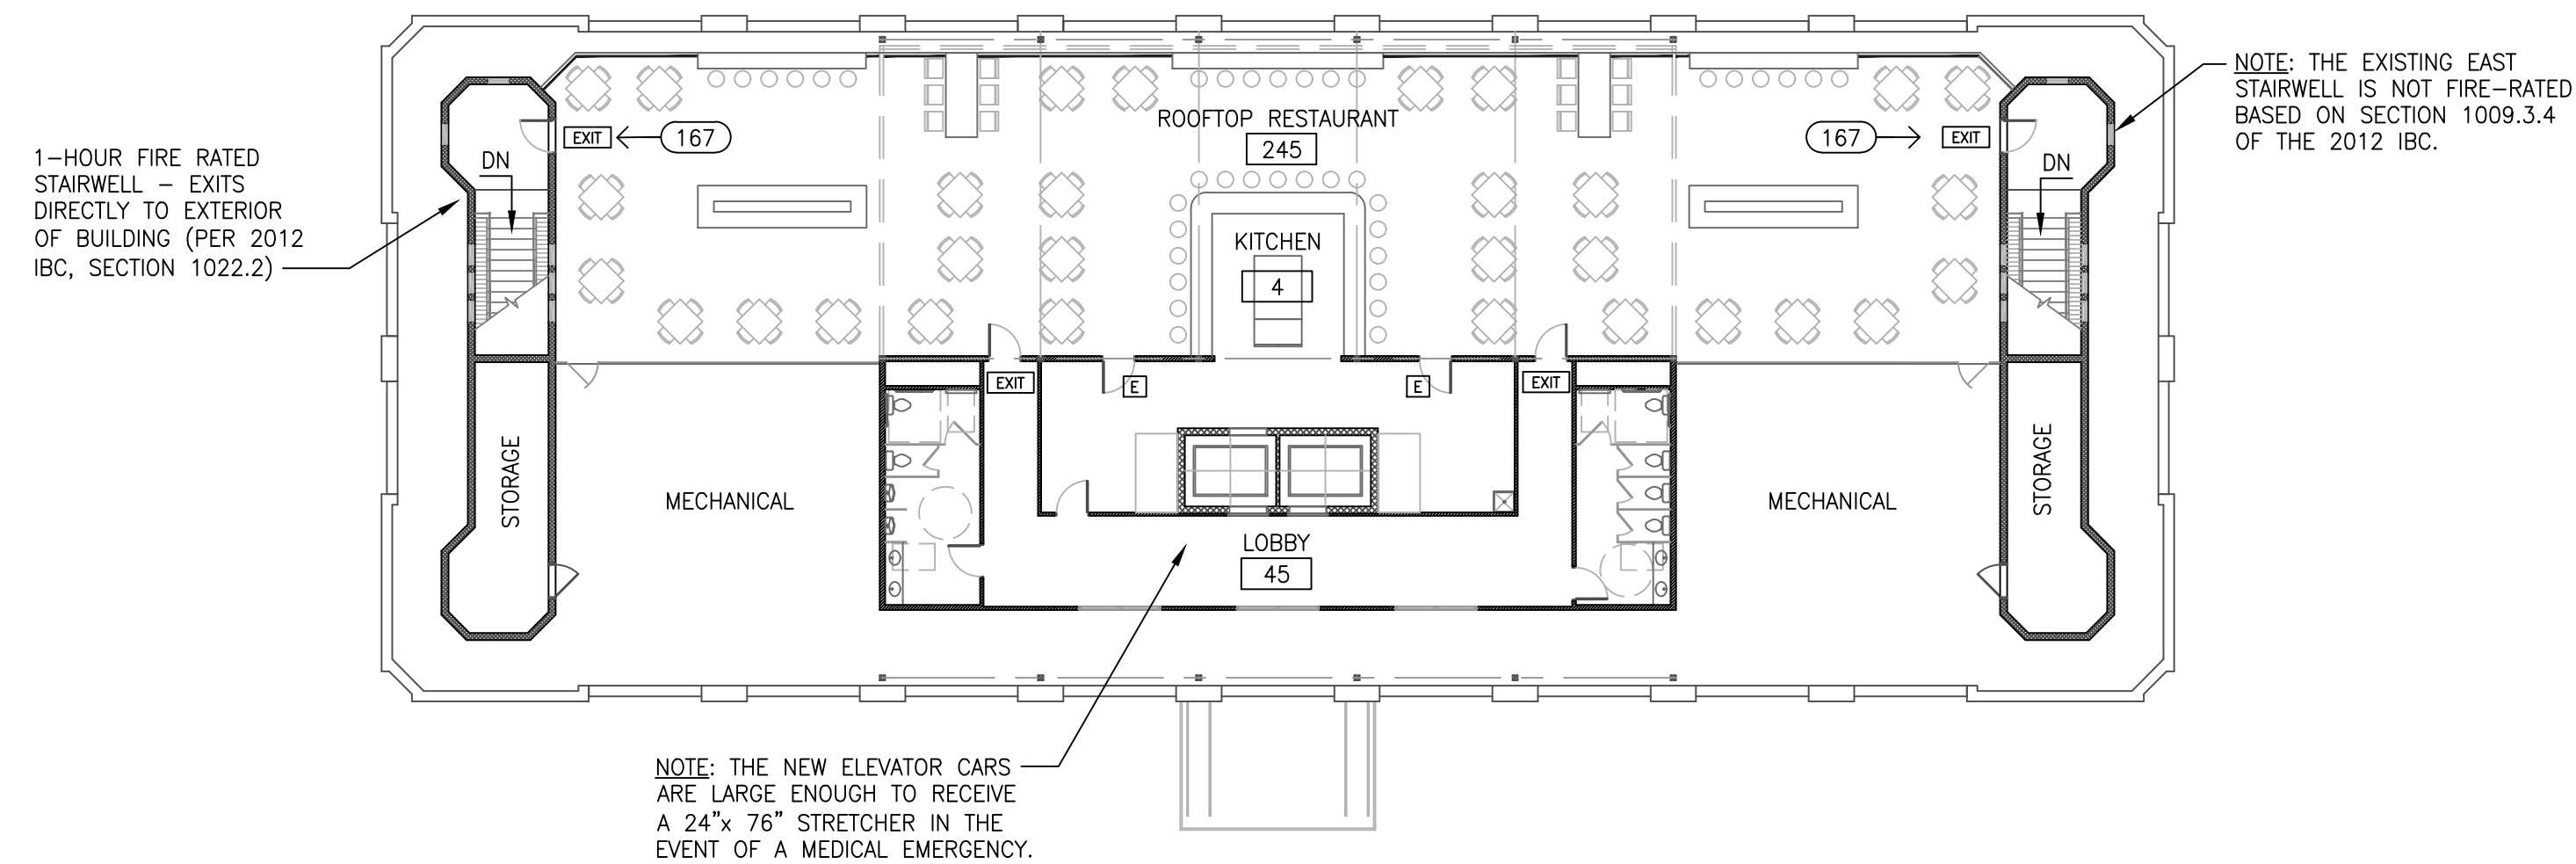 NOTE: THE EXISTING EAST
STAIRWELL IS NOT FIRE-RATED
BASED ON SECTION 1009.3.4
OF THE 2012 IBC.
ROOFTOP RESTAURANT
245
EXIT
167
167
EXIT
1-HOUR FIRE RATED
STAIRWELL – EXITS
DIRECTLY TO EXTERIOR
OF BUILDING (PER 2012
IBC, SECTION 1022.2)
DN
DN
KITCHEN
4
EXIT
E
E
EXIT
STORAGE
MECHANICAL
MECHANICAL
STORAGE
LOBBY
45
NOTE: THE NEW ELEVATOR CARS
ARE LARGE ENOUGH TO RECEIVE
A 24"x 76" STRETCHER IN THE
EVENT OF A MEDICAL EMERGENCY.